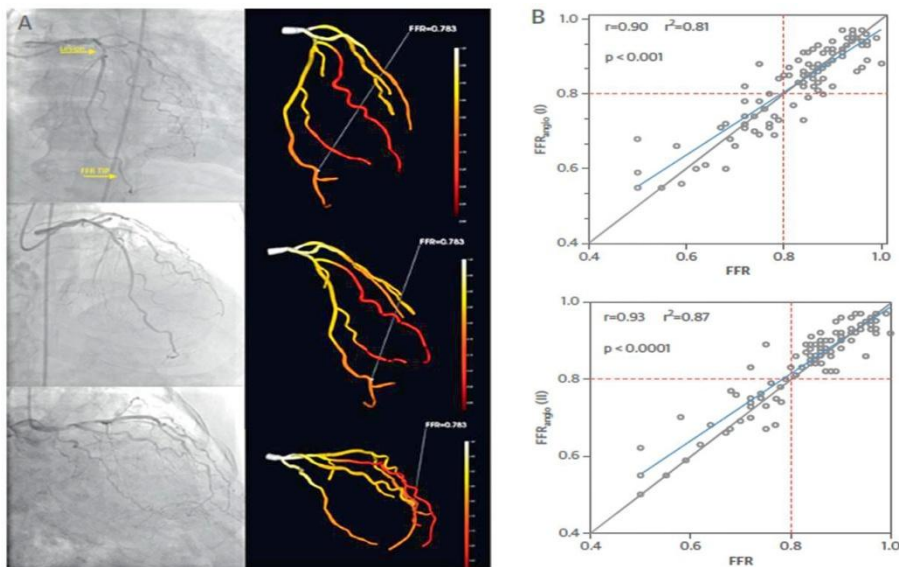 A
FFR TIP
FFR=0.783
FFR=0.783
FFR=0.783
B
r=0.90 r²=0.81
p < 0.001
1.0
0.8
0.6
0.4
FFRangio (I)
0.4 0.6 0.8 1.0
FFR
r=0.93 r²=0.87
p < 0.0001
1.0
0.8
0.6
0.4
FFRangio (II)
0.4 0.6 0.8 1.0
FFR